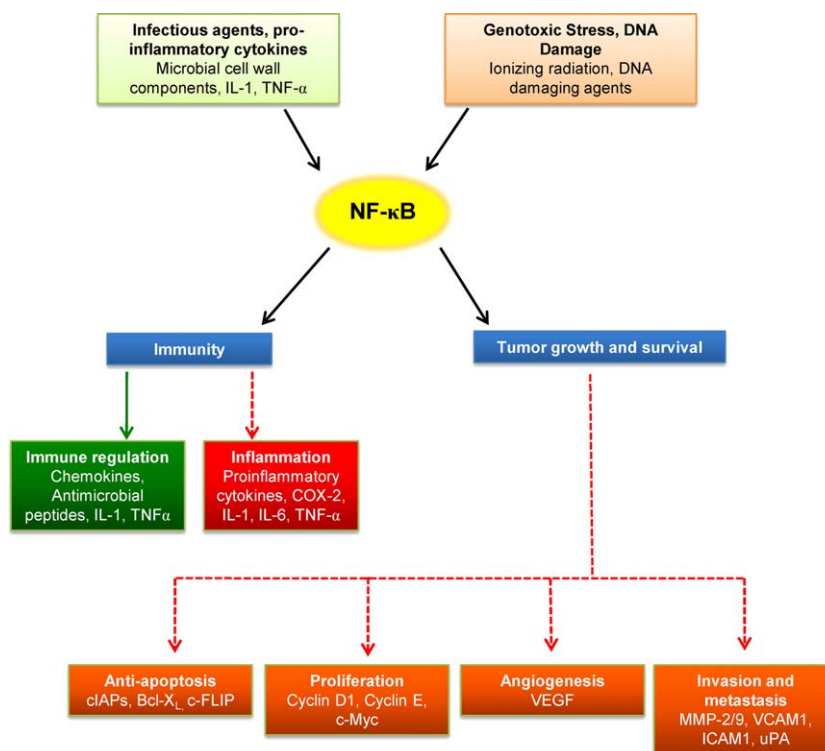 Infectious agents, pro-
inflammatory cytokines
Microbial cell wall
components, IL-1, TNF-α
Genotoxic Stress, DNA
Damage
Ionizing radiation, DNA
damaging agents
NF-κB
Immunity
Tumor growth and survival
Immune regulation
Chemokines,
Antimicrobial
peptides, IL-1, TNFα
Inflammation
Proinflammatory
cytokines, COX-2,
IL-1, IL-6, TNF-α
Anti-apoptosis
cIAPs, Bcl-XL, c-FLIP
Proliferation
Cyclin D1, Cyclin E,
c-Myc
Angiogenesis
VEGF
Invasion and
metastasis
MMP-2/9, VCAM1,
ICAM1, uPA